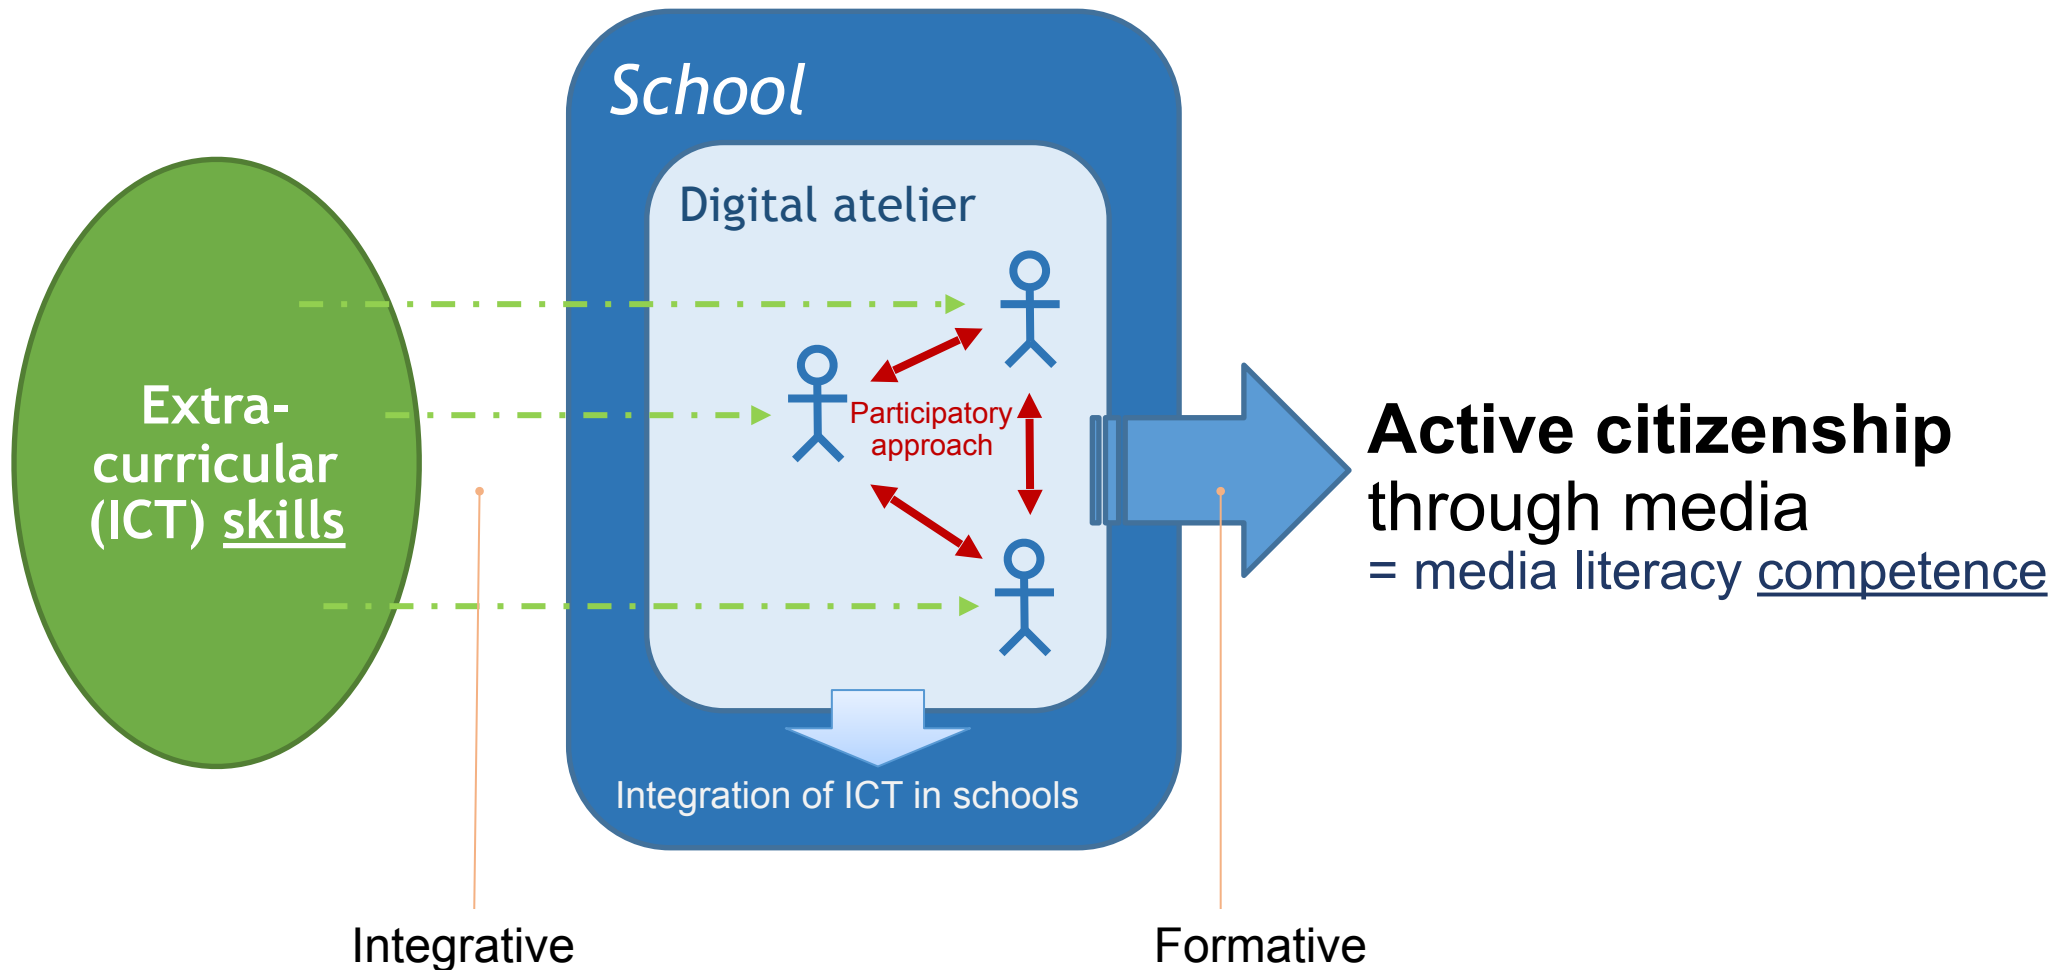 School
Digital atelier
Extra-
curricular
(ICT) skills
Participatory
approach
Active citizenship
through media
= media literacy competence
Integration of ICT in schools
Integrative
Formative